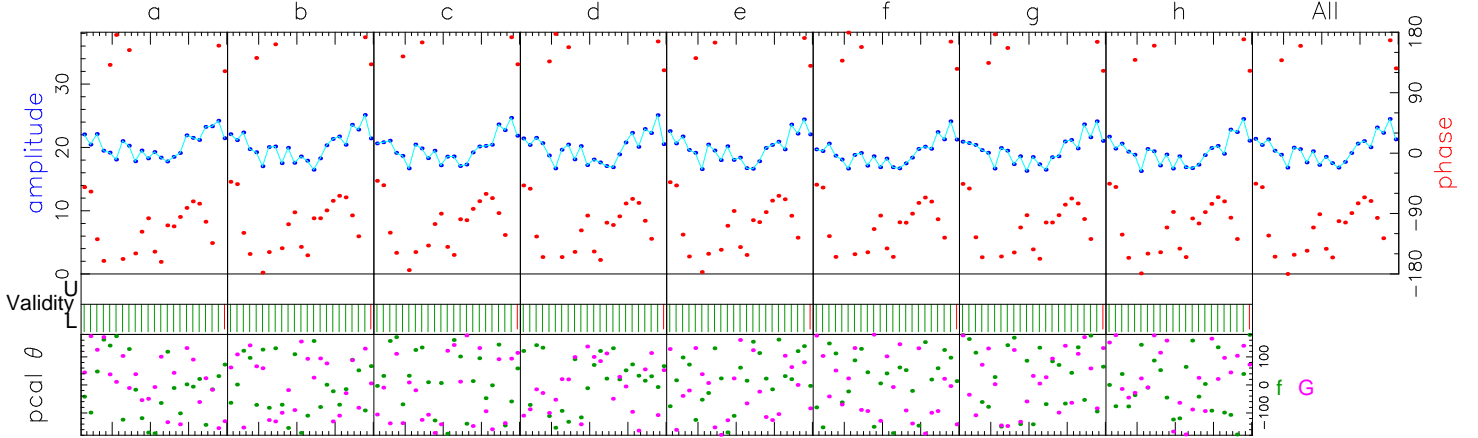 a b c d e f g h All
amplitude
0 10 20 30
180 90 0 -90 -180
phase
Validity
U
L
pcal θ
100 0 -100
f G